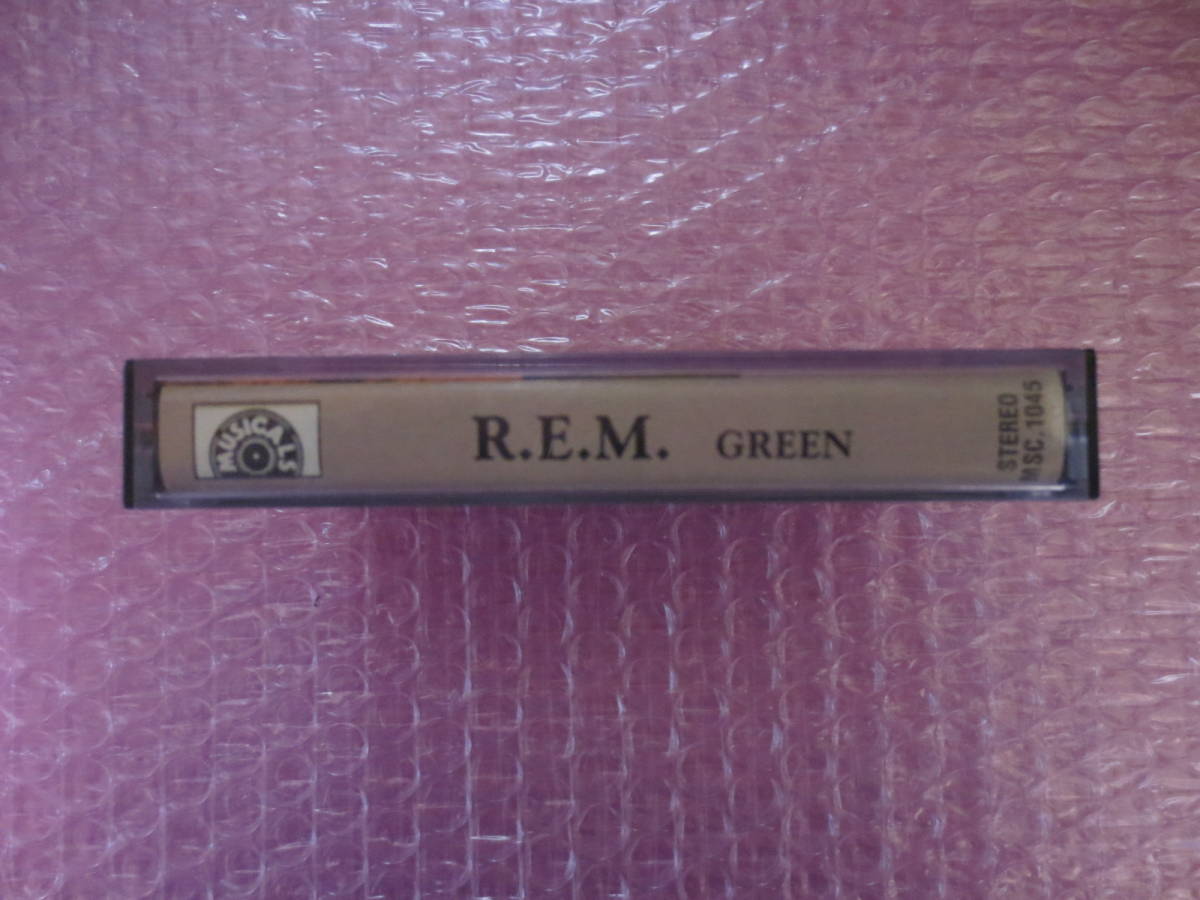 MUSICALS
R.E.M. GREEN
STEREO
MSC.1045